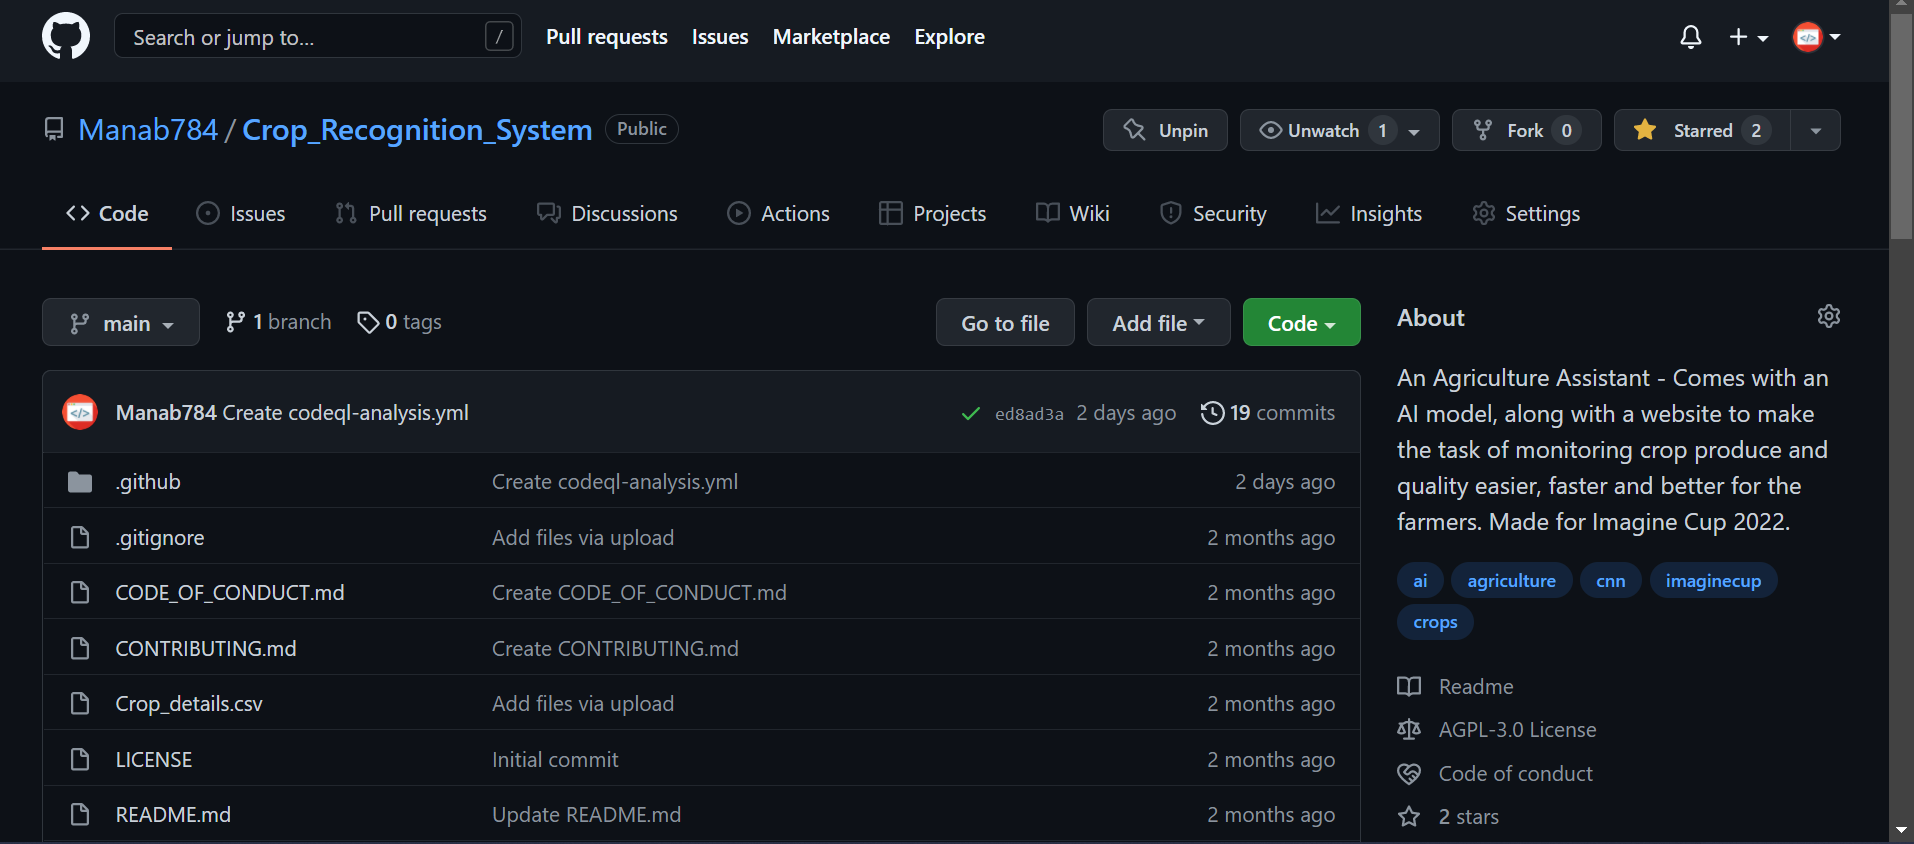 Search or jump to... / Pull requests Issues Marketplace Explore
Manab784 / Crop_Recognition_System Public Unpin Unwatch 1 Fork 0 Starred 2
Code Issues Pull requests Discussions Actions Projects Wiki Security Insights Settings
main 1 branch 0 tags Go to file Add file Code
Manab784 Create codeql-analysis.yml ed8ad3a 2 days ago 19 commits
.github Create codeql-analysis.yml 2 days ago
.gitignore Add files via upload 2 months ago
CODE_OF_CONDUCT.md Create CODE_OF_CONDUCT.md 2 months ago
CONTRIBUTING.md Create CONTRIBUTING.md 2 months ago
Crop_details.csv Add files via upload 2 months ago
LICENSE Initial commit 2 months ago
README.md Update README.md 2 months ago
About
An Agriculture Assistant - Comes with an
AI model, along with a website to make
the task of monitoring crop produce and
quality easier, faster and better for the
farmers. Made for Imagine Cup 2022.
ai agriculture cnn imaginecup
crops
Readme
AGPL-3.0 License
Code of conduct
2 stars